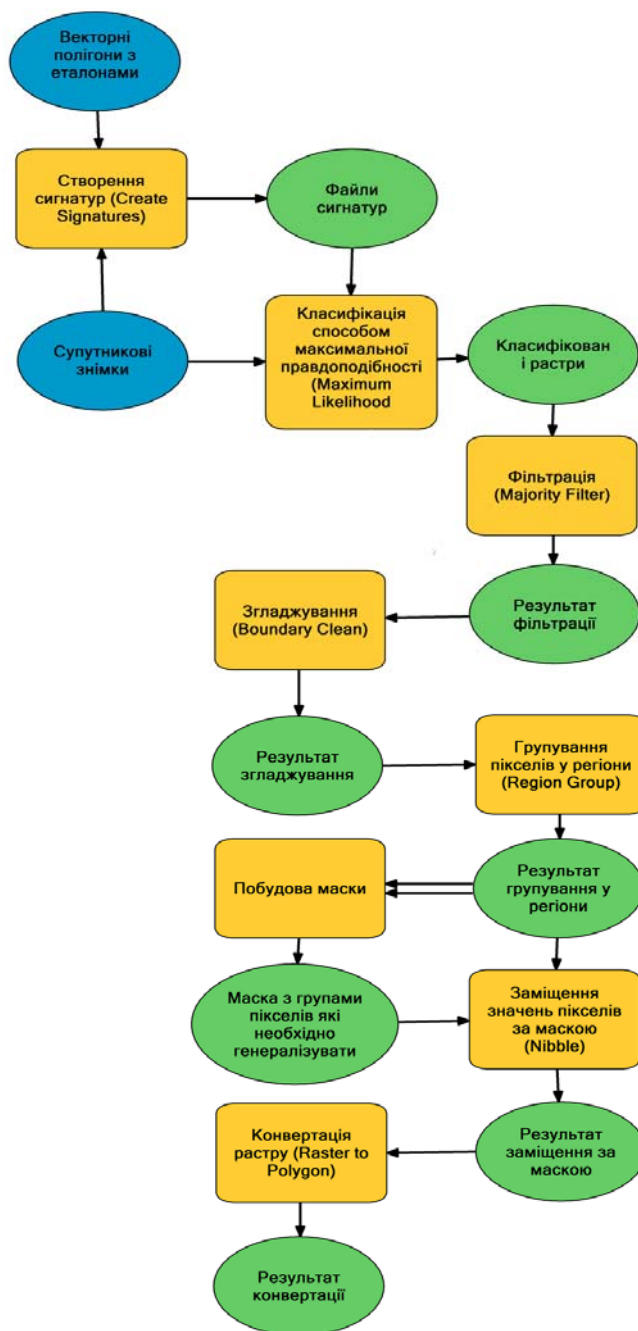 Векторні
полігони з
еталонами
Створення
сигнатур (Create
Signatures)
Файли
сигнатур
Супутникові
знімки
Класифікація
способом
максимальної
правдоподібності
(Maximum
Likelihood
Класифікован
і растри
Фільтрація
(Majority Filter)
Згладжування
(Boundary Clean)
Результат
фільтрації
Результат
згладжування
Групування
пікселів у регіони
(Region Group)
Побудова маски
Результат
групування у
регіони
Маска з групами
пікселів які
необхідно
генералізувати
Заміщення
значень пікселів
за маскою
(Nibble)
Конвертація
растру (Raster to
Polygon)
Результат
заміщення за
маскою
Результат
конвертації